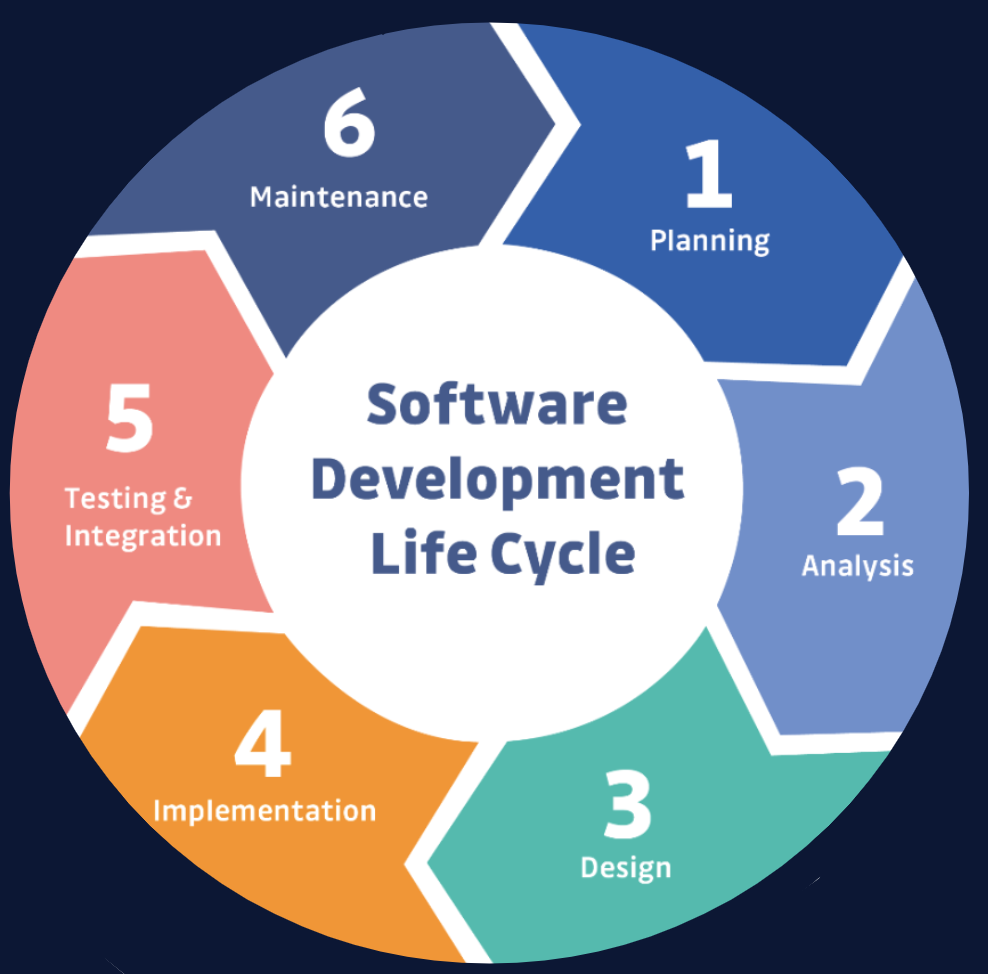 Software
Development
Life Cycle
1
Planning
2
Analysis
3
Design
4
Implementation
5
Testing &
Integration
6
Maintenance